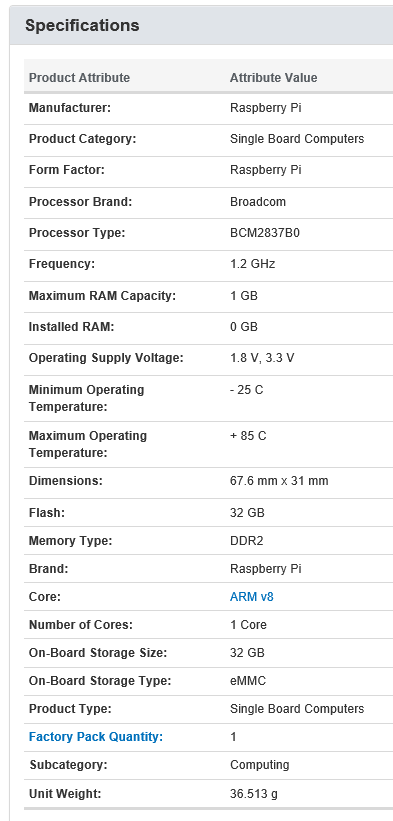 Specifications
Product Attribute Attribute Value
Manufacturer: Raspberry Pi
Product Category: Single Board Computers
Form Factor: Raspberry Pi
Processor Brand: Broadcom
Processor Type: BCM2837B0
Frequency: 1.2 GHz
Maximum RAM Capacity: 1 GB
Installed RAM: 0 GB
Operating Supply Voltage: 1.8 V, 3.3 V
Minimum Operating - 25 C
Temperature:
Maximum Operating + 85 C
Temperature:
Dimensions: 67.6 mm x 31 mm
Flash: 32 GB
Memory Type: DDR2
Brand: Raspberry Pi
Core: ARM v8
Number of Cores: 1 Core
On-Board Storage Size: 32 GB
On-Board Storage Type: eMMC
Product Type: Single Board Computers
Factory Pack Quantity: 1
Subcategory: Computing
Unit Weight: 36.513 g